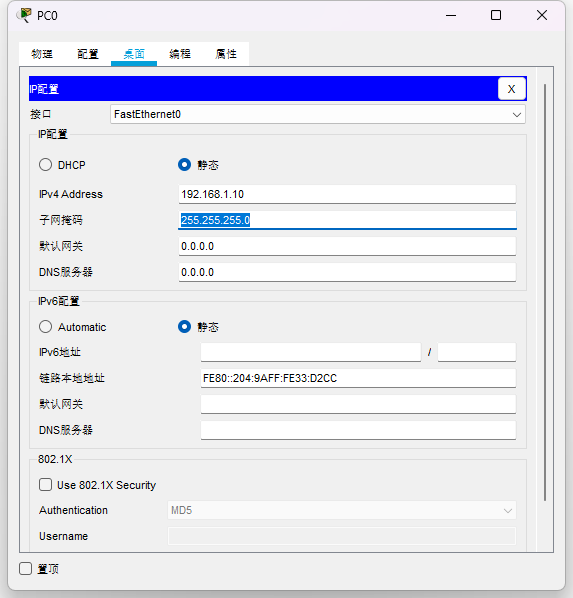 PC0
物理 配置 桌面 编程 属性
IP配置 X
接口 FastEthernet0
IP配置
DHCP 静态
IPv4 Address 192.168.1.10
子网掩码 255.255.255.0
默认网关 0.0.0.0
DNS服务器 0.0.0.0
IPv6配置
Automatic 静态
IPv6地址 /
链路本地地址 FE80::204:9AFF:FE33:D2CC
默认网关
DNS服务器
802.1X
Use 802.1X Security
Authentication MD5
Username
置顶